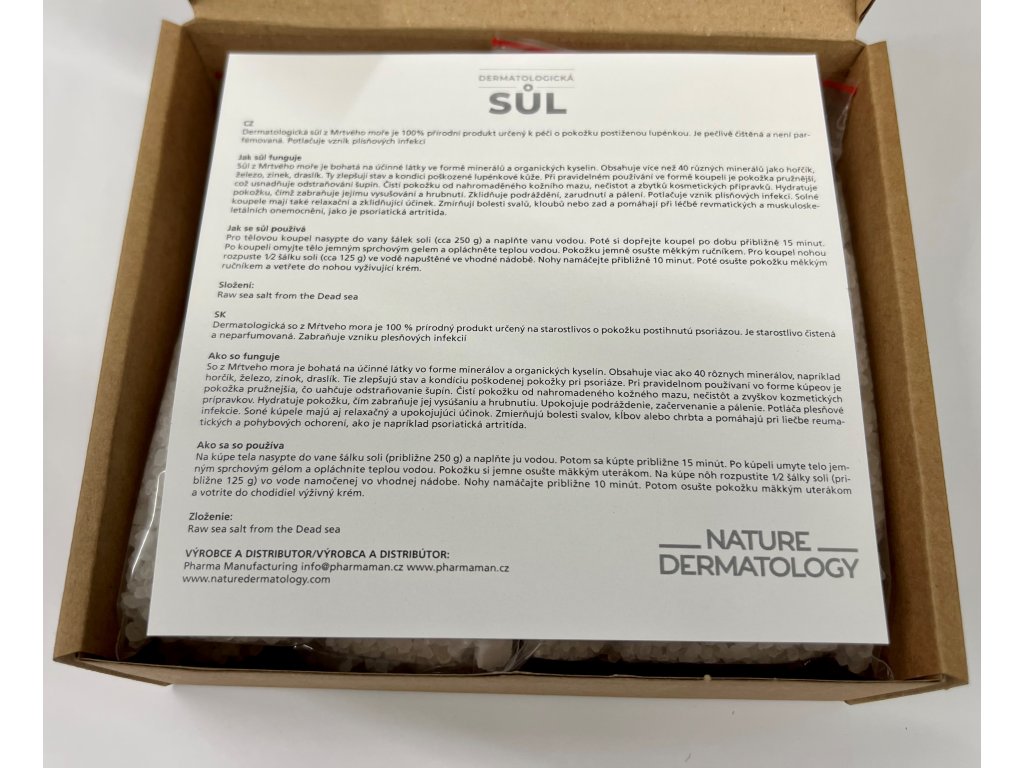 DERMATOLOGICKÁ
SŮL
CZ
Dermatologická sůl z Mrtvého moře je 100% přírodní produkt určený k péči o pokožku postiženou lupénkou. Je pečlivě čištěná a není par-
fémovaná. Potlačuje vznik plísňových infekcí
Jak sůl funguje
Sůl z Mrtvého moře je bohatá na účinné látky ve formě minerálů a organických kyselin. Obsahuje více než 40 různých minerálů jako hořčík,
železo, zinek, draslík. Ty zlepšují stav a kondici poškozené lupénkové kůže. Při pravidelném používání ve formě koupelí je pokožka pružnější,
což usnadňuje odstraňování šupin. Čistí pokožku od nahromaděného kožního mazu, nečistot a zbytků kosmetických přípravků. Hydratuje
pokožku, čímž zabraňuje jejímu vysušování a hrubnutí. Zklidňuje podráždění, zarudnutí a pálení. Potlačuje vznik plísňových infekcí. Solné
koupele mají také relaxační a zklidňující účinek. Zmírňují bolesti svalů, kloubů nebo zad a pomáhají při léčbě revmatických a muskuloske-
letálních onemocnění, jako je psoriatická artritida.
Jak se sůl používá
Pro tělovou koupel nasypte do vany šálek soli (cca 250 g) a naplňte vanu vodou. Poté si dopřejte koupel po dobu přibližně 15 minut.
Po koupeli omyjte tělo jemným sprchovým gelem a opláchněte teplou vodou. Pokožku jemně osušte měkkým ručníkem. Pro koupel nohou
rozpusťte 1/2 šálku soli (cca 125 g) ve vodě napuštěné ve vhodné nádobě. Nohy namáčejte přibližně 10 minut. Poté osušte pokožku měkkým
ručníkem a vetřete do nohou vyživující krém.
Složení:
Raw sea salt from the Dead sea
SK
Dermatologická so z Mŕtveho mora je 100 % prírodný produkt určený na starostlivos o pokožku postihnutú psoriázou. Je starostlivo čistená
a neparfumovaná. Zabraňuje vzniku plesňových infekcií
Ako so funguje
So z Mŕtveho mora je bohatá na účinné látky vo forme minerálov a organických kyselin. Obsahuje viac ako 40 rôznych minerálov, napríklad
horčík, železo, zinok, draslík. Tie zlepšujú stav a kondíciu poškodenej pokožky pri psoriáze. Pri pravidelnom používaní vo forme kúpeov je
pokožka pružnejšia, čo uahčuje odstraňovanie šupín. Čistí pokožku od nahromadeného kožného mazu, nečistôt a zvyškov kozmetických
prípravkov. Hydratuje pokožku, čím zabraňuje jej vysúšaniu a hrubnutiu. Upokojuje podráždenie, začervenanie a pálenie. Potláča plesňové
infekcie. Soné kúpele majú aj relaxačný a upokojujúci účinok. Zmierňujú bolesti svalov, kĺbov alebo chrbta a pomáhajú pri liečbe reuma-
tických a pohybových ochorení, ako je napríklad psoriatická artritída.
Ako sa so používa
Na kúpe tela nasypte do vane šálku soli (približne 250 g) a naplňte ju vodou. Potom sa kúpte približne 15 minút. Po kúpeli umyte telo jem-
ným sprchovým gélom a opláchnite teplou vodou. Pokožku si jemne osušte mäkkým uterákom. Na kúpe nôh rozpustite 1/2 šálky soli (pri-
bližne 125 g) vo vode namočenej vo vhodnej nádobe. Nohy namáčajte približne 10 minút. Potom osušte pokožku mäkkým uterákom
a votrite do chodidiel výživný krém.
Zloženie:
Raw sea salt from the Dead sea
VÝROBCE A DISTRIBUTOR/VÝROBCA A DISTRIBÚTOR:
Pharma Manufacturing info@pharmaman.cz www.pharmaman.cz
www.naturedermatology.com
NATURE
DERMATOLOGY